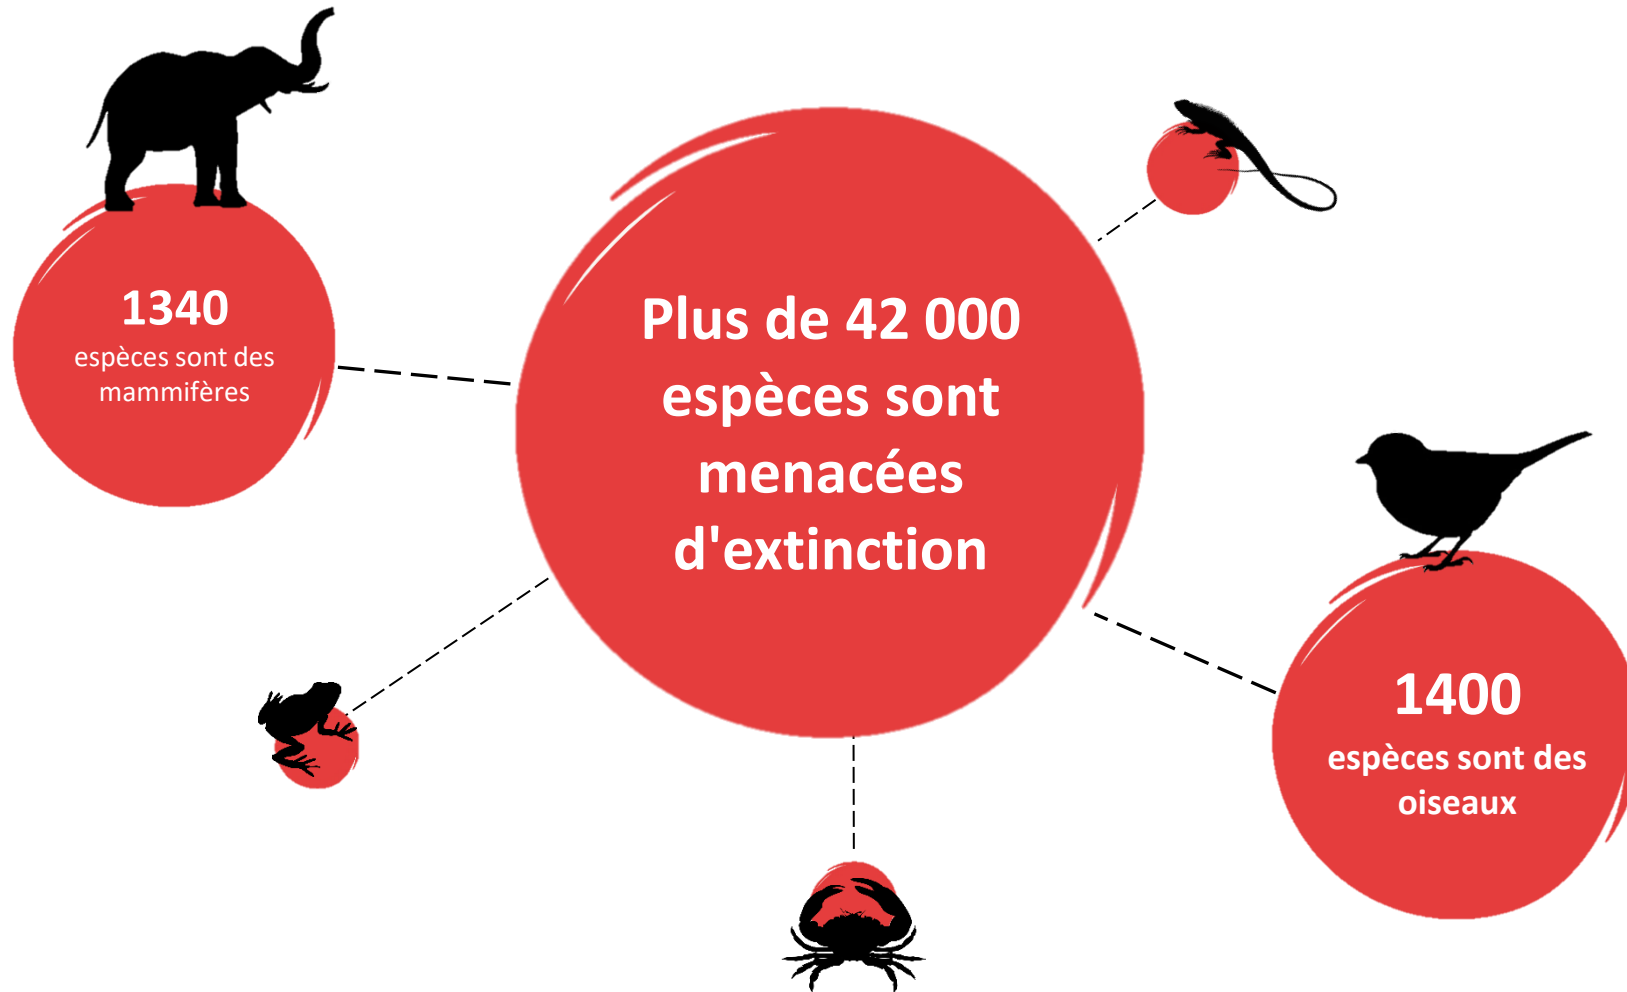 1340
espèces sont des
mammifères
Plus de 42 000
espèces sont
menacées
d'extinction
1400
espèces sont des
oiseaux